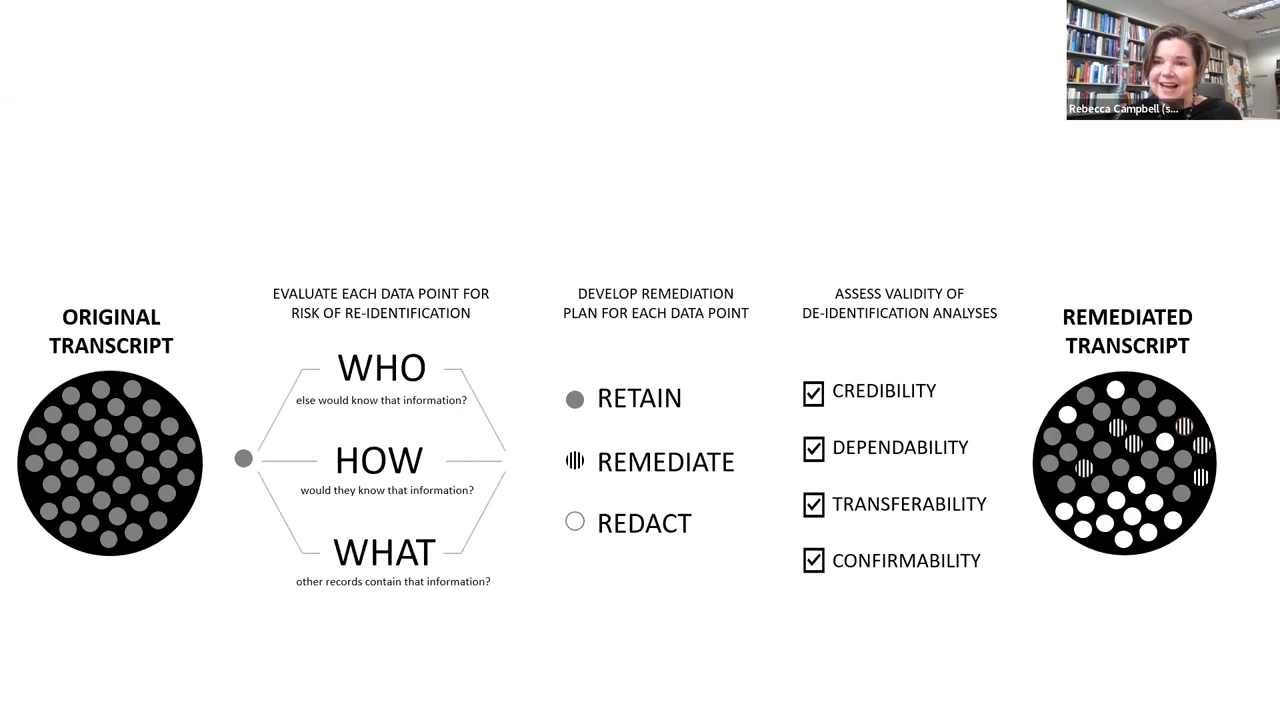 Rebecca Campbell (s...
ORIGINAL
TRANSCRIPT
EVALUATE EACH DATA POINT FOR
RISK OF RE-IDENTIFICATION
WHO
else would know that information?
HOW
would they know that information?
WHAT
other records contain that information?
DEVELOP REMEDIATION
PLAN FOR EACH DATA POINT
RETAIN
REMEDIATE
REDACT
ASSESS VALIDITY OF
DE-IDENTIFICATION ANALYSES
CREDIBILITY
DEPENDABILITY
TRANSFERABILITY
CONFIRMABILITY
REMEDIATED
TRANSCRIPT